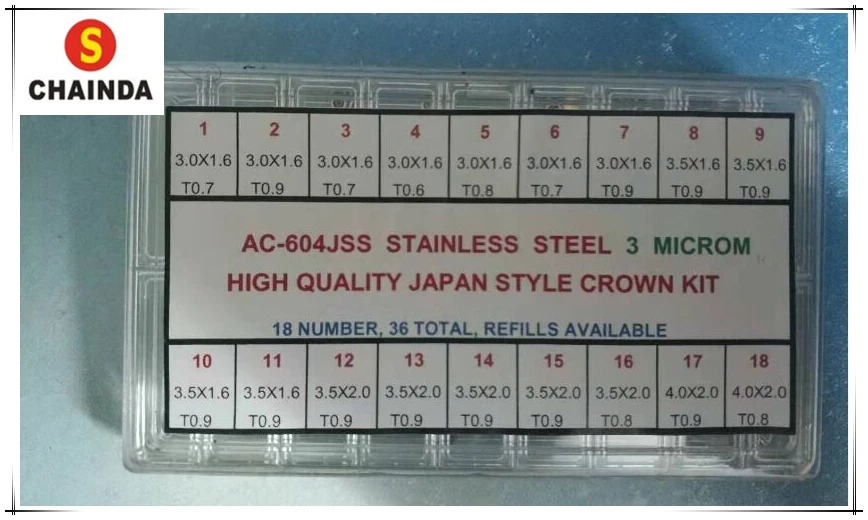 S
CHAINDA
1 2 3 4 5 6 7 8 9
3.0X1.6 3.0X1.6 3.0X1.6 3.0X1.6 3.0X1.6 3.0X1.6 3.0X1.6 3.5X1.6 3.5X1.6
T0.7 T0.9 T0.7 T0.6 T0.8 T0.7 T0.9 T0.9 T0.9
AC-604JSS STAINLESS STEEL 3 MICROM
HIGH QUALITY JAPAN STYLE CROWN KIT
18 NUMBER, 36 TOTAL, REFILLS AVAILABLE
10 11 12 13 14 15 16 17 18
3.5X1.6 3.5X1.6 3.5X2.0 3.5X2.0 3.5X2.0 3.5X2.0 3.5X2.0 4.0X2.0 4.0X2.0
T0.9 T0.9 T0.9 T0.9 T0.9 T0.9 T0.8 T0.9 T0.8